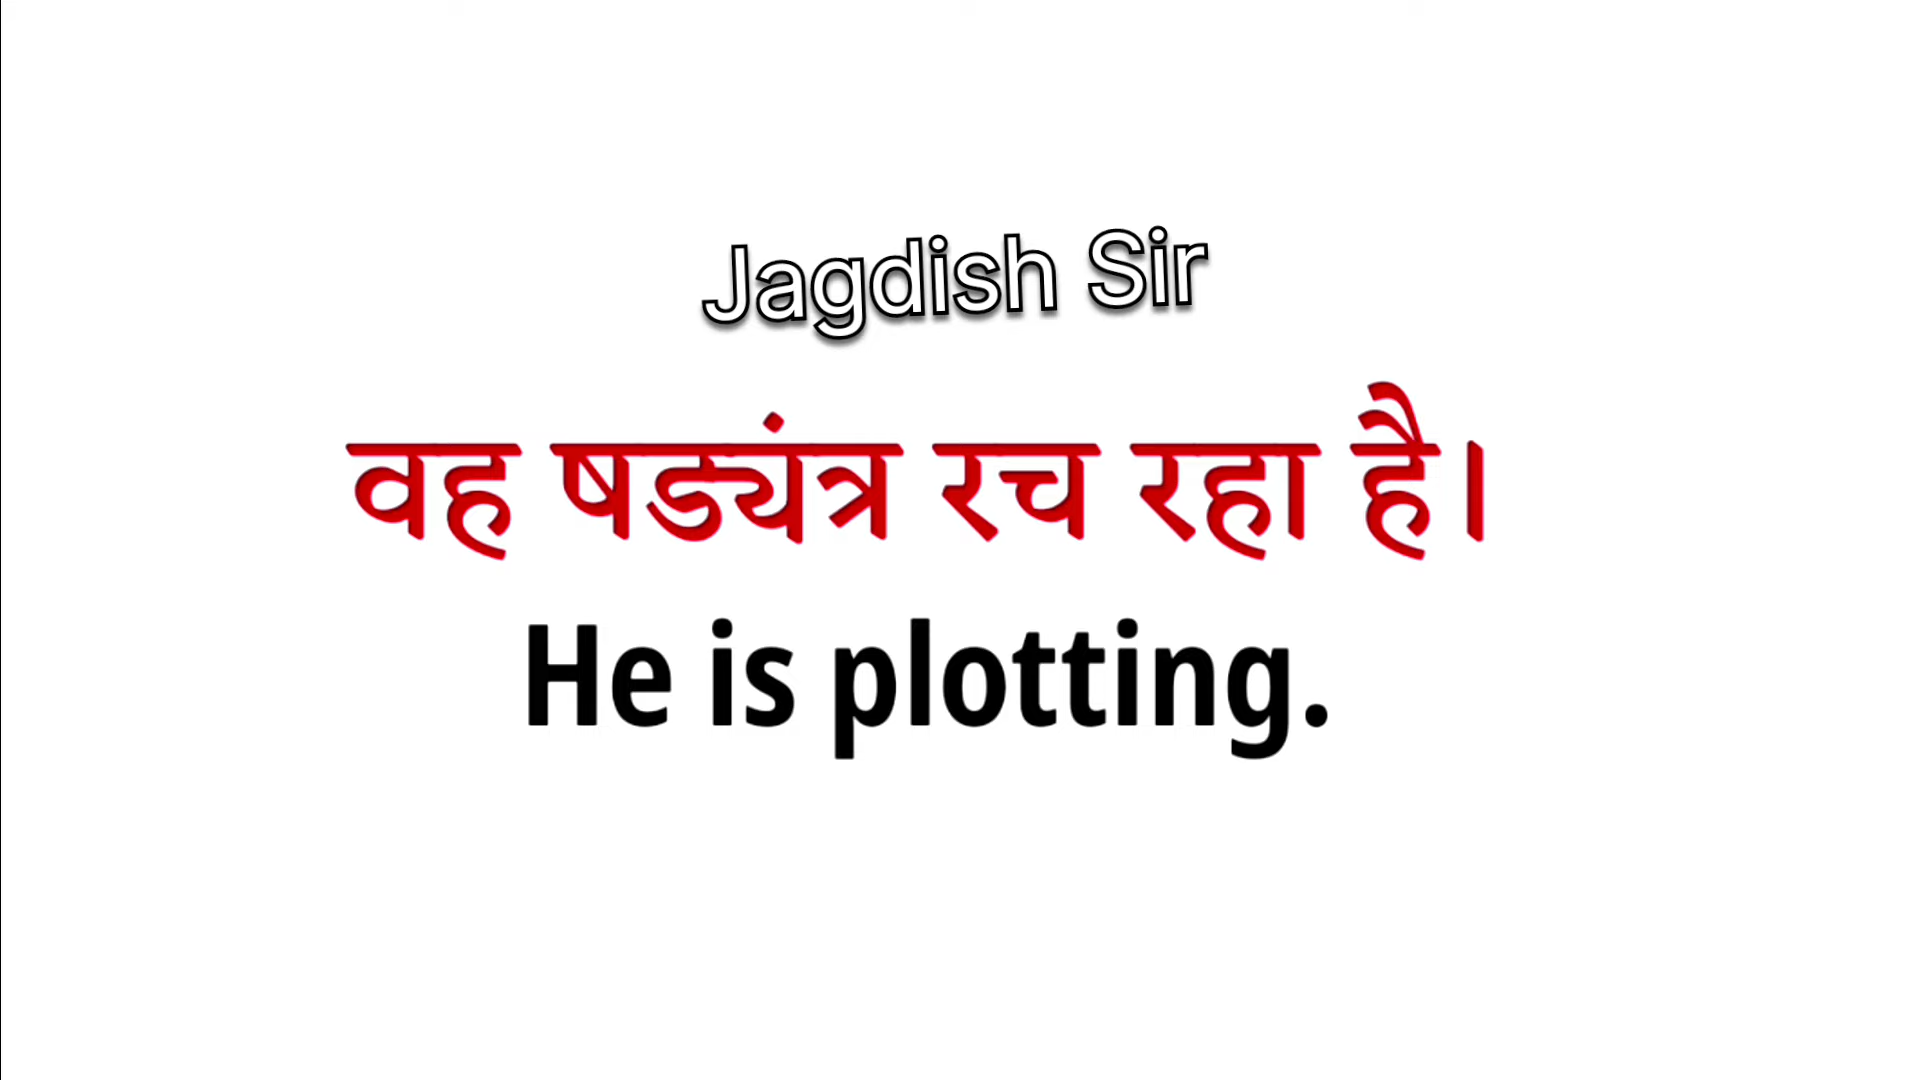 Jagdish Sir
वह षड्यंत्र रच रहा है।
He is plotting.